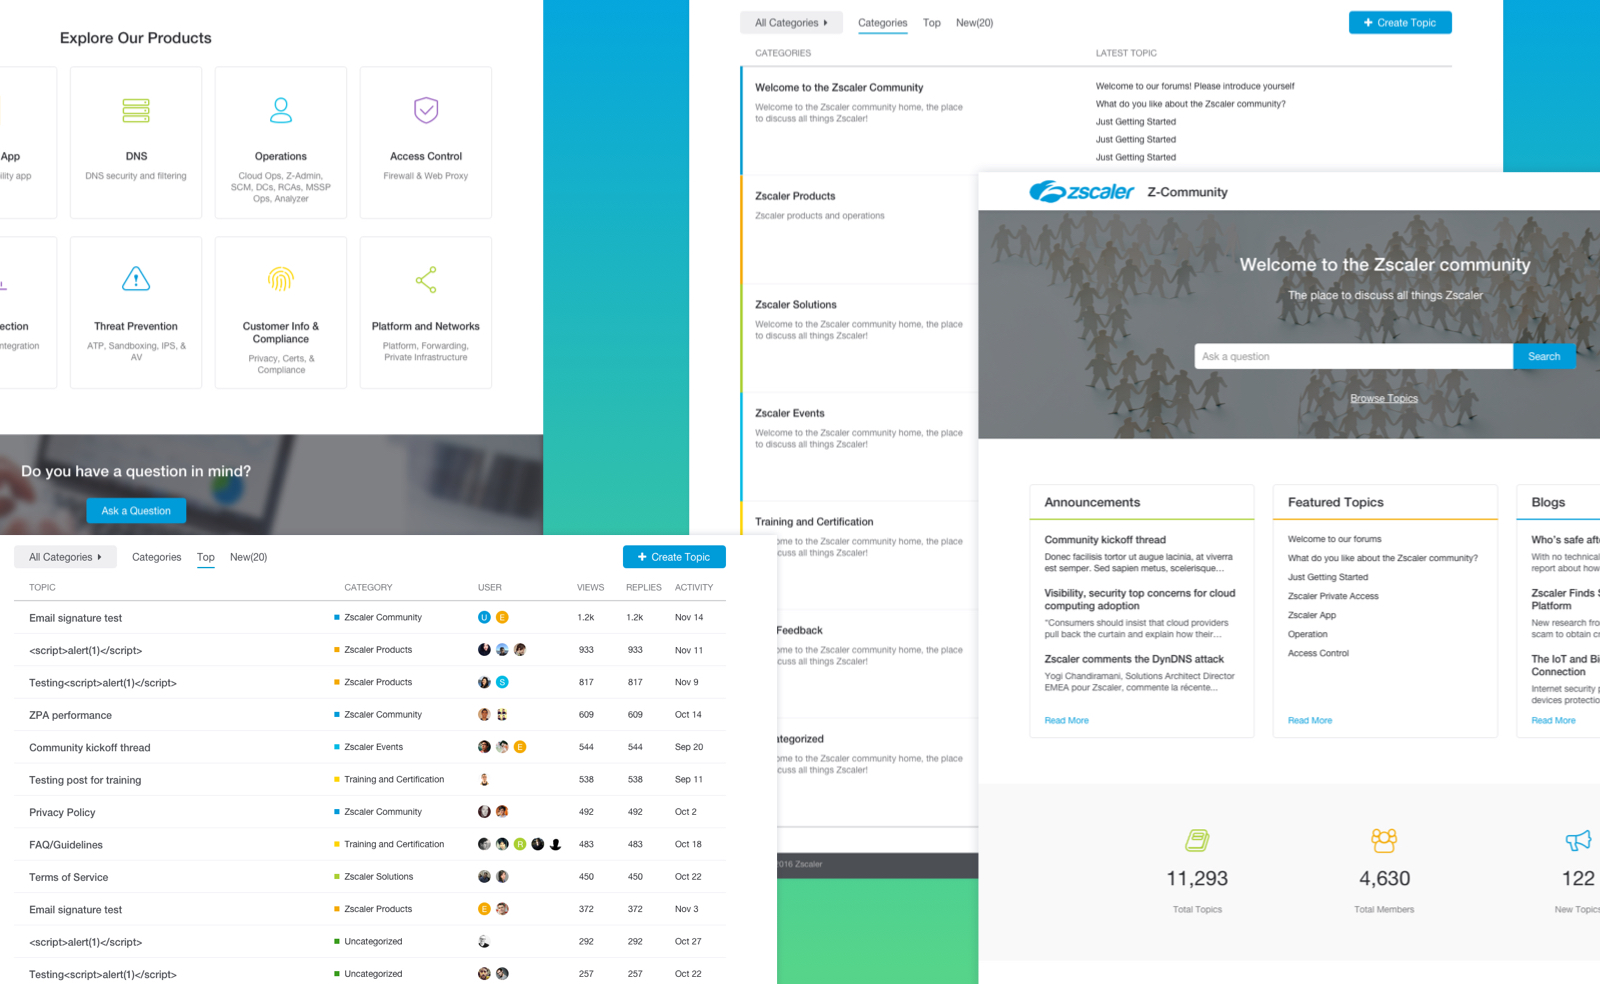 Explore Our Products
App
ility app
DNS
DNS security and filtering
Operations
Cloud Ops, Z-Admin,
SCM, DCs, RCAs, MSSP
Ops, Analyzer
Access Control
Firewall & Web Proxy
ection
ntegration
Threat Prevention
ATP, Sandboxing, IPS, &
AV
Customer Info &
Compliance
Privacy, Certs, &
Compliance
Platform and Networks
Platform, Forwarding,
Private Infrastructure
Do you have a question in mind?
Ask a Question
All Categories
Categories
Top
New(20)
+ Create Topic
CATEGORIES
LATEST TOPIC
Welcome to the Zscaler Community
Welcome to the Zscaler community home, the place
to discuss all things Zscaler!
Welcome to our forums! Please introduce yourself
What do you like about the Zscaler community?
Just Getting Started
Just Getting Started
Just Getting Started
Zscaler Products
Zscaler products and operations
Zscaler Solutions
Welcome to the Zscaler community home, the place
to discuss all things Zscaler!
Zscaler Events
Welcome to the Zscaler community home, the place
to discuss all things Zscaler!
Training and Certification
ome to the Zscaler community home, the place
cuss all things Zscaler!
Feedback
ome to the Zscaler community home, the place
cuss all things Zscaler!
tegorized
ome to the Zscaler community home, the place
cuss all things Zscaler!
2016 Zscaler
zscaler Z-Community
Welcome to the Zscaler community
The place to discuss all things Zscaler
Ask a question
Search
Browse Topics
Announcements
Community kickoff thread
Donec facilisis tortor ut augue lacinia, at viverra
est semper. Sed sapien metus, scelerisque...
Visibility, security top concerns for cloud
computing adoption
"Consumers should insist that cloud providers
pull back the curtain and explain how their...
Zscaler comments the DynDNS attack
Yogi Chandiramani, Solutions Architect Director
EMEA pour Zscaler, commente la récente...
Read More
Featured Topics
Welcome to our forums
What do you like about the Zscaler community?
Just Getting Started
Zscaler Private Access
Zscaler App
Operation
Access Control
Read More
Blogs
Who's safe aft
With no technical
report about how
Zscaler Finds S
Platform
New research fro
scam to obtain cr
The IoT and Bi
Connection
Internet security p
devices protectio
Read More
11,293
Total Topics
4,630
Total Members
122
New Topics
All Categories
Categories
Top
New(20)
+ Create Topic
TOPIC CATEGORY USER VIEWS REPLIES ACTIVITY
Email signature test Zscaler Community U E 1.2k 1.2k Nov 14
<script>alert(1)</script> Zscaler Products 933 933 Nov 11
Testing<script>alert(1)</script> Zscaler Products S 817 817 Nov 9
ZPA performance Zscaler Community 609 609 Oct 14
Community kickoff thread Zscaler Events E 544 544 Sep 20
Testing post for training Training and Certification 538 538 Sep 11
Privacy Policy Zscaler Community 492 492 Oct 2
FAQ/Guidelines Training and Certification R 483 483 Oct 18
Terms of Service Zscaler Solutions 450 450 Oct 22
Email signature test Zscaler Products E 372 372 Nov 3
<script>alert(1)</script> Uncategorized 292 292 Oct 27
Testing<script>alert(1)</script> Uncategorized 257 257 Oct 22